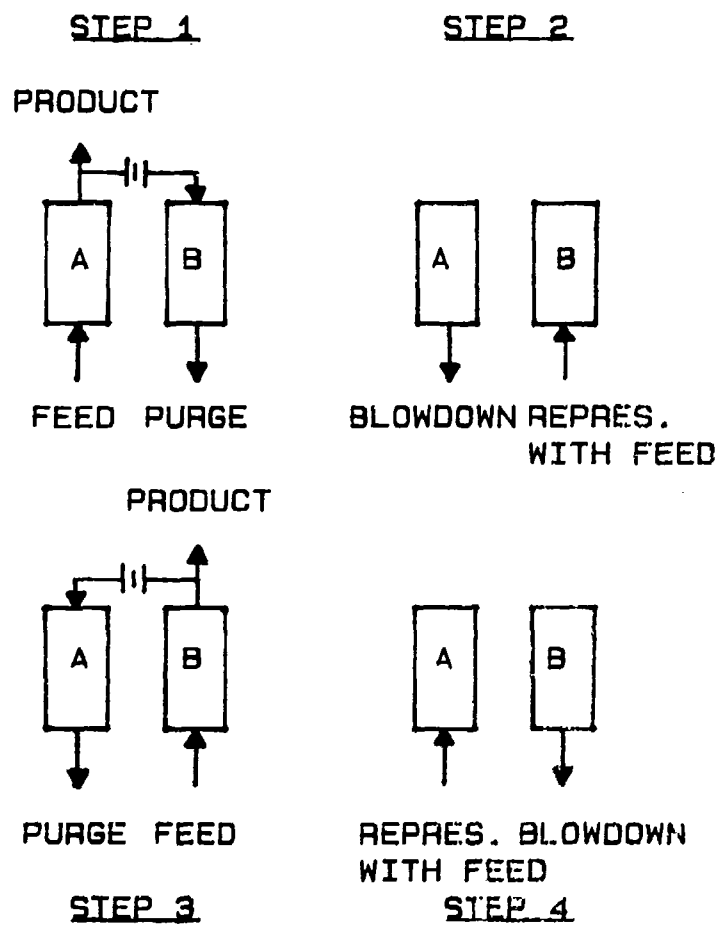 STEP 1
STEP 2
PRODUCT
A
B
A
B
FEED PURGE
BLOWDOWN REPRES.
WITH FEED
PRODUCT
A
B
A
B
PURGE FEED
REPRES. BLOWDOWN
WITH FEED
STEP 3
STEP 4